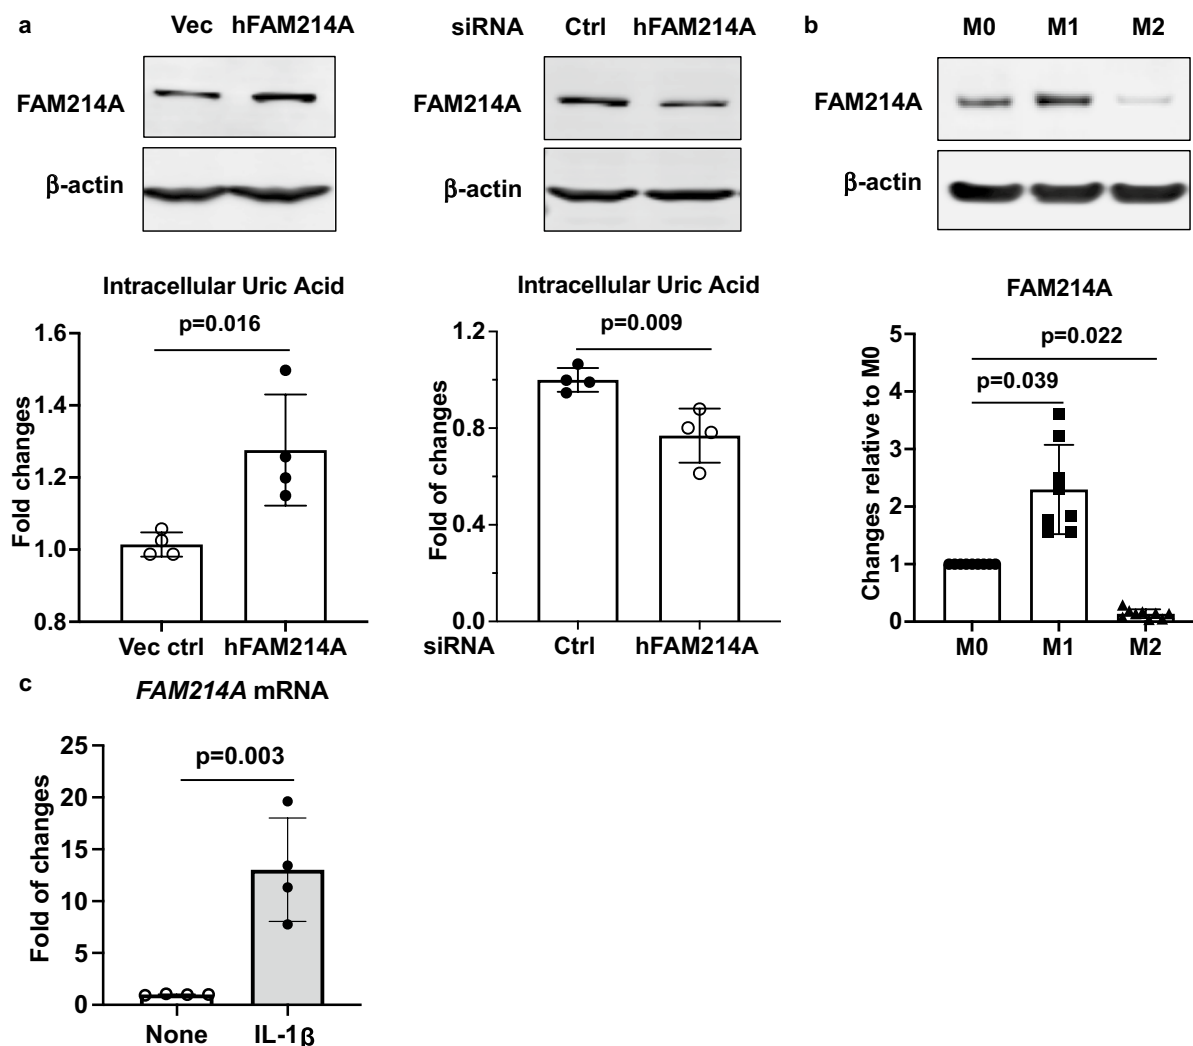 a
Vec hFAM214A
FAM214A
β-actin
siRNA Ctrl hFAM214A
FAM214A
β-actin
b
M0 M1 M2
FAM214A
β-actin
Intracellular Uric Acid
p=0.016
Fold changes
1.6
1.4
1.2
1.0
0.8
Vec ctrl hFAM214A
Intracellular Uric Acid
p=0.009
Fold of changes
1.2
0.8
0.4
0.0
siRNA Ctrl hFAM214A
FAM214A
p=0.022
p=0.039
Changes relative to M0
5
4
3
2
1
0
M0 M1 M2
c
FAM214A mRNA
p=0.003
Fold of changes
25
20
15
10
5
0
None IL-1β